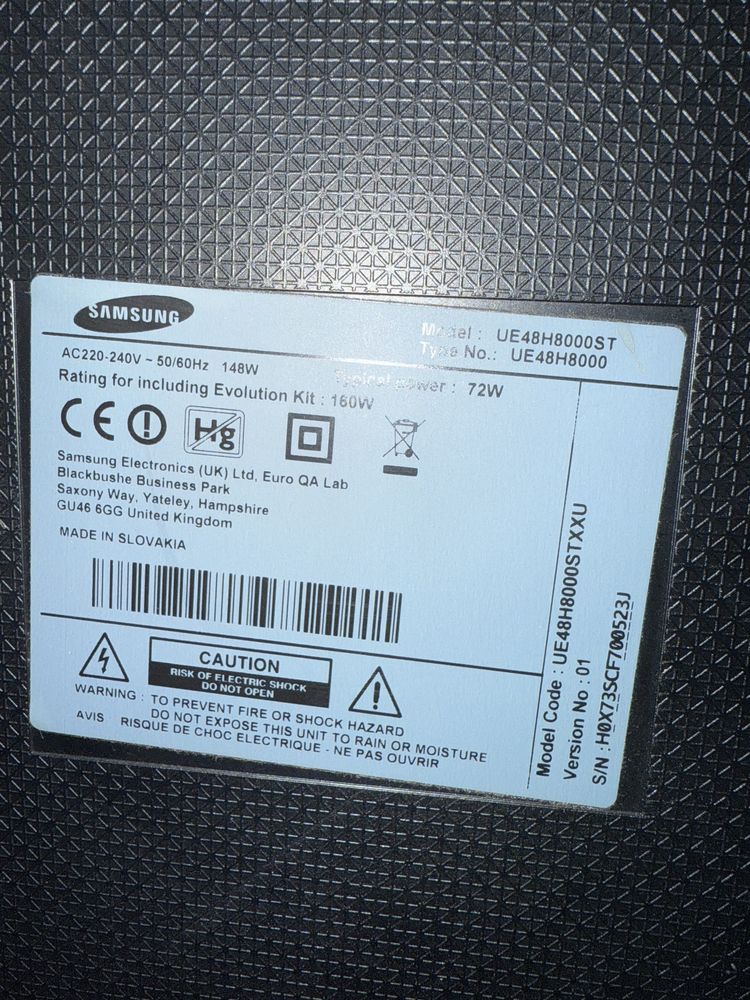 SAMSUNG
Model : UE48H8000ST
Type No.: UE48H8000
AC220-240V ~ 50/60Hz 148W
Typical power : 72W
Rating for including Evolution Kit : 160W
CE
Hg
Samsung Electronics (UK) Ltd, Euro QA Lab
Blackbushe Business Park
Saxony Way, Yateley, Hampshire
GU46 6GG United Kingdom
MADE IN SLOVAKIA
CAUTION
RISK OF ELECTRIC SHOCK
DO NOT OPEN
WARNING : TO PREVENT FIRE OR SHOCK HAZARD
DO NOT EXPOSE THIS UNIT TO RAIN OR MOISTURE
AVIS RISQUE DE CHOC ELECTRIQUE - NE PAS OUVRIR
Model Code : UE48H8000STXXU
Version No : 01
S/N : H0X73SCF700523J